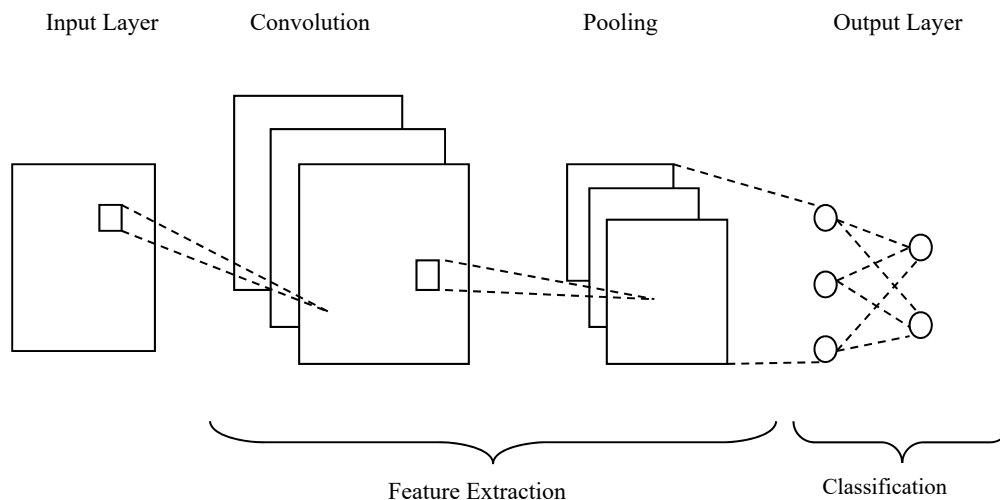 Input Layer
Convolution
Pooling
Output Layer
Feature Extraction
Classification